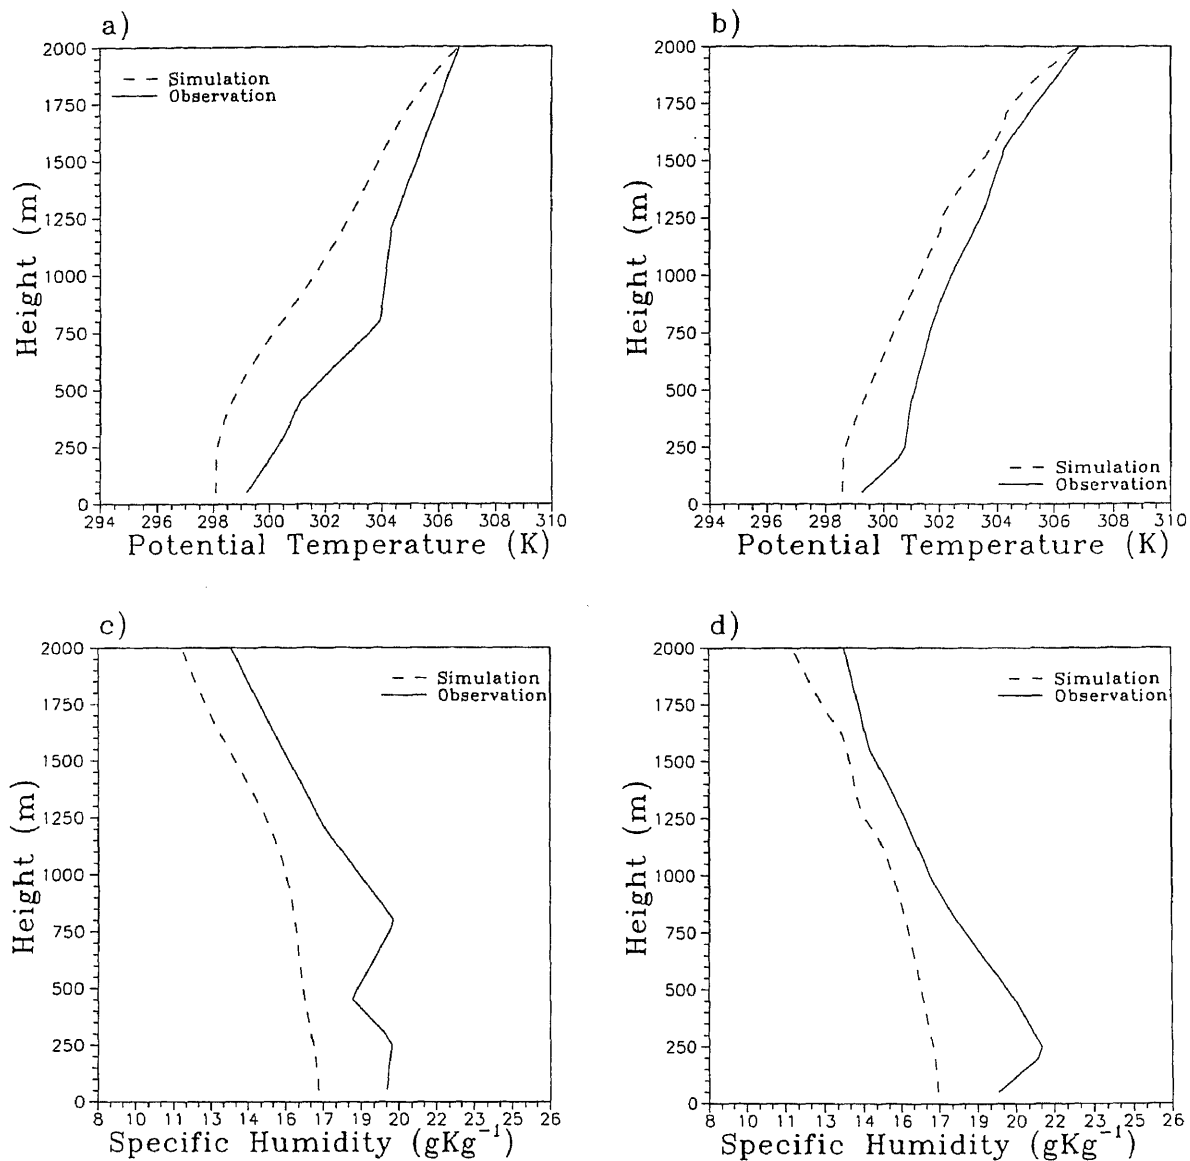 a)
2000
1750
1500
1250
1000
750
500
250
0
Height (m)
Simulation
Observation
294 296 298 300 302 304 306 308 310
Potential Temperature (K)
b)
2000
1750
1500
1250
1000
750
500
250
0
Height (m)
Simulation
Observation
294 296 298 300 302 304 306 308 310
Potential Temperature (K)
c)
2000
1750
1500
1250
1000
750
500
250
0
Height (m)
Simulation
Observation
8 10 11 13 14 16 17 19 20 22 23 25 26
Specific Humidity (gKg⁻¹)
d)
2000
1750
1500
1250
1000
750
500
250
0
Height (m)
Simulation
Observation
8 10 11 13 14 16 17 19 20 22 23 25 26
Specific Humidity (gKg⁻¹)